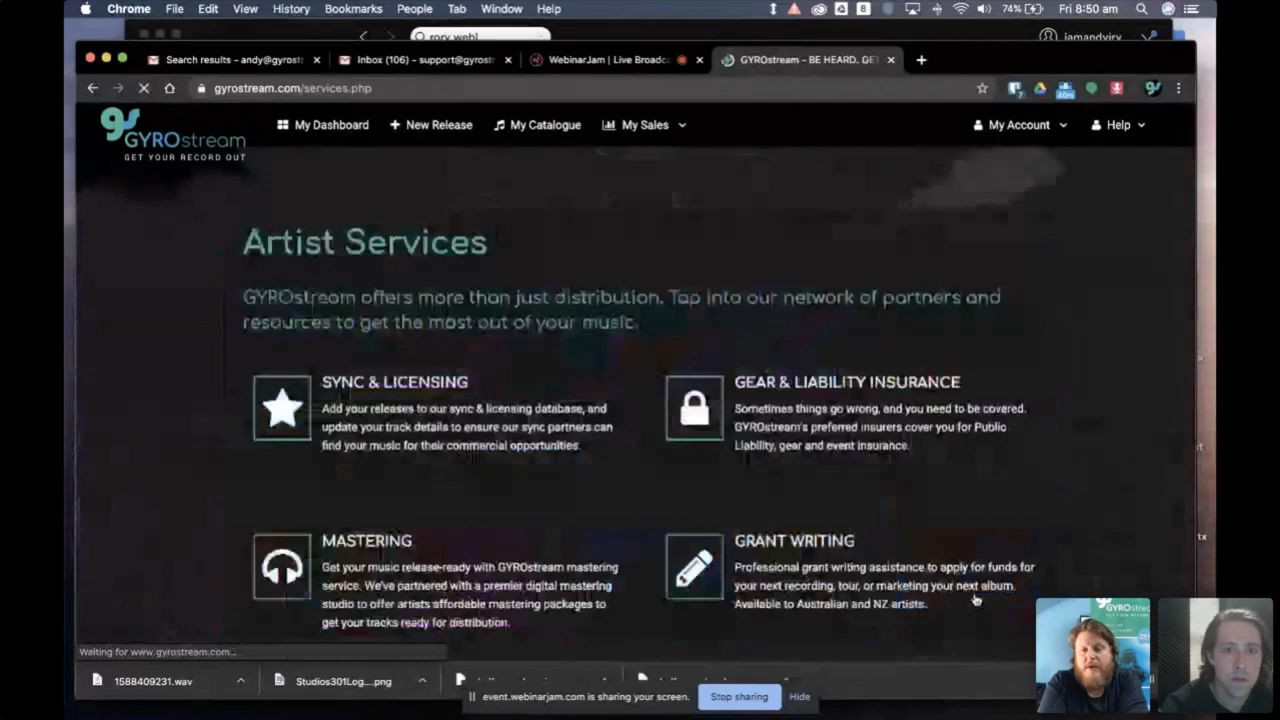 Chrome File Edit View History Bookmarks People Tab Window Help 8 74% Fri 8:50 am
rory webl iamandyirv
Search results - andy@gyrost Inbox (106) - support@gyrostr WebinarJam | Live Broadc GYROstream - BE HEARD. GE
gyrostream.com/services.php 7 40m
GYROstream
GET YOUR RECORD OUT
My Dashboard New Release My Catalogue My Sales My Account Help
Artist Services
GYROstream offers more than just distribution. Tap into our network of partners and
resources to get the most out of your music.
SYNC & LICENSING
Add your releases to our sync & licensing database, and
update your track details to ensure our sync partners can
find your music for their commercial opportunities.
GEAR & LIABILITY INSURANCE
Sometimes things go wrong, and you need to be covered.
GYROstream's preferred insurers cover you for Public
Liability, gear and event insurance.
MASTERING
Get your music release-ready with GYROstream mastering
service. We've partnered with a premier digital mastering
studio to offer artists affordable mastering packages to
get your tracks ready for distribution.
GRANT WRITING
Professional grant writing assistance to apply for funds for
your next recording, tour, or marketing your next album.
Available to Australian and NZ artists.
Waiting for www.gyrostream.com...
1588409231.wav Studios301Log....png
event.webinarjam.com is sharing your screen. Stop sharing Hide
GYROstrea
tx